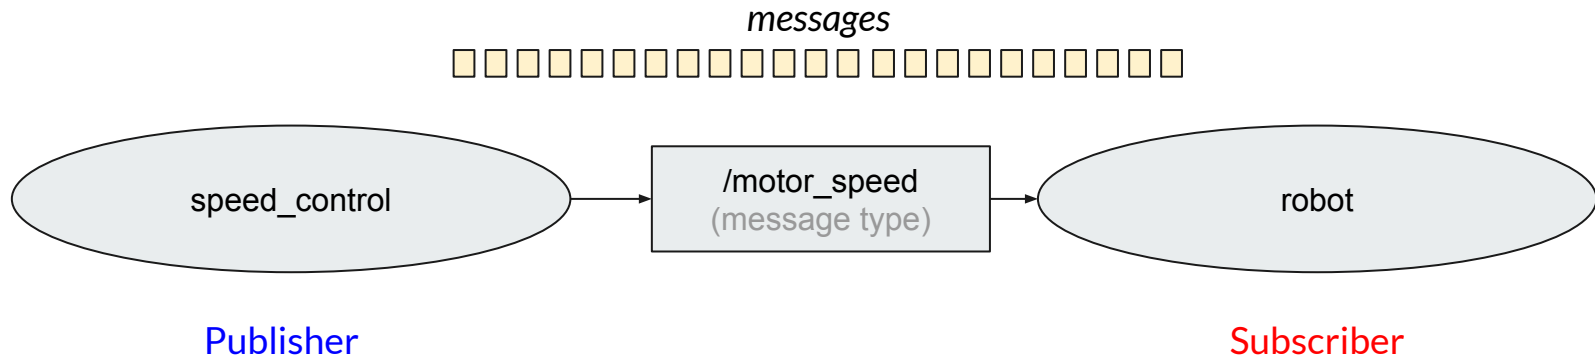 messages
speed_control
/motor_speed
(message type)
robot
Publisher
Subscriber